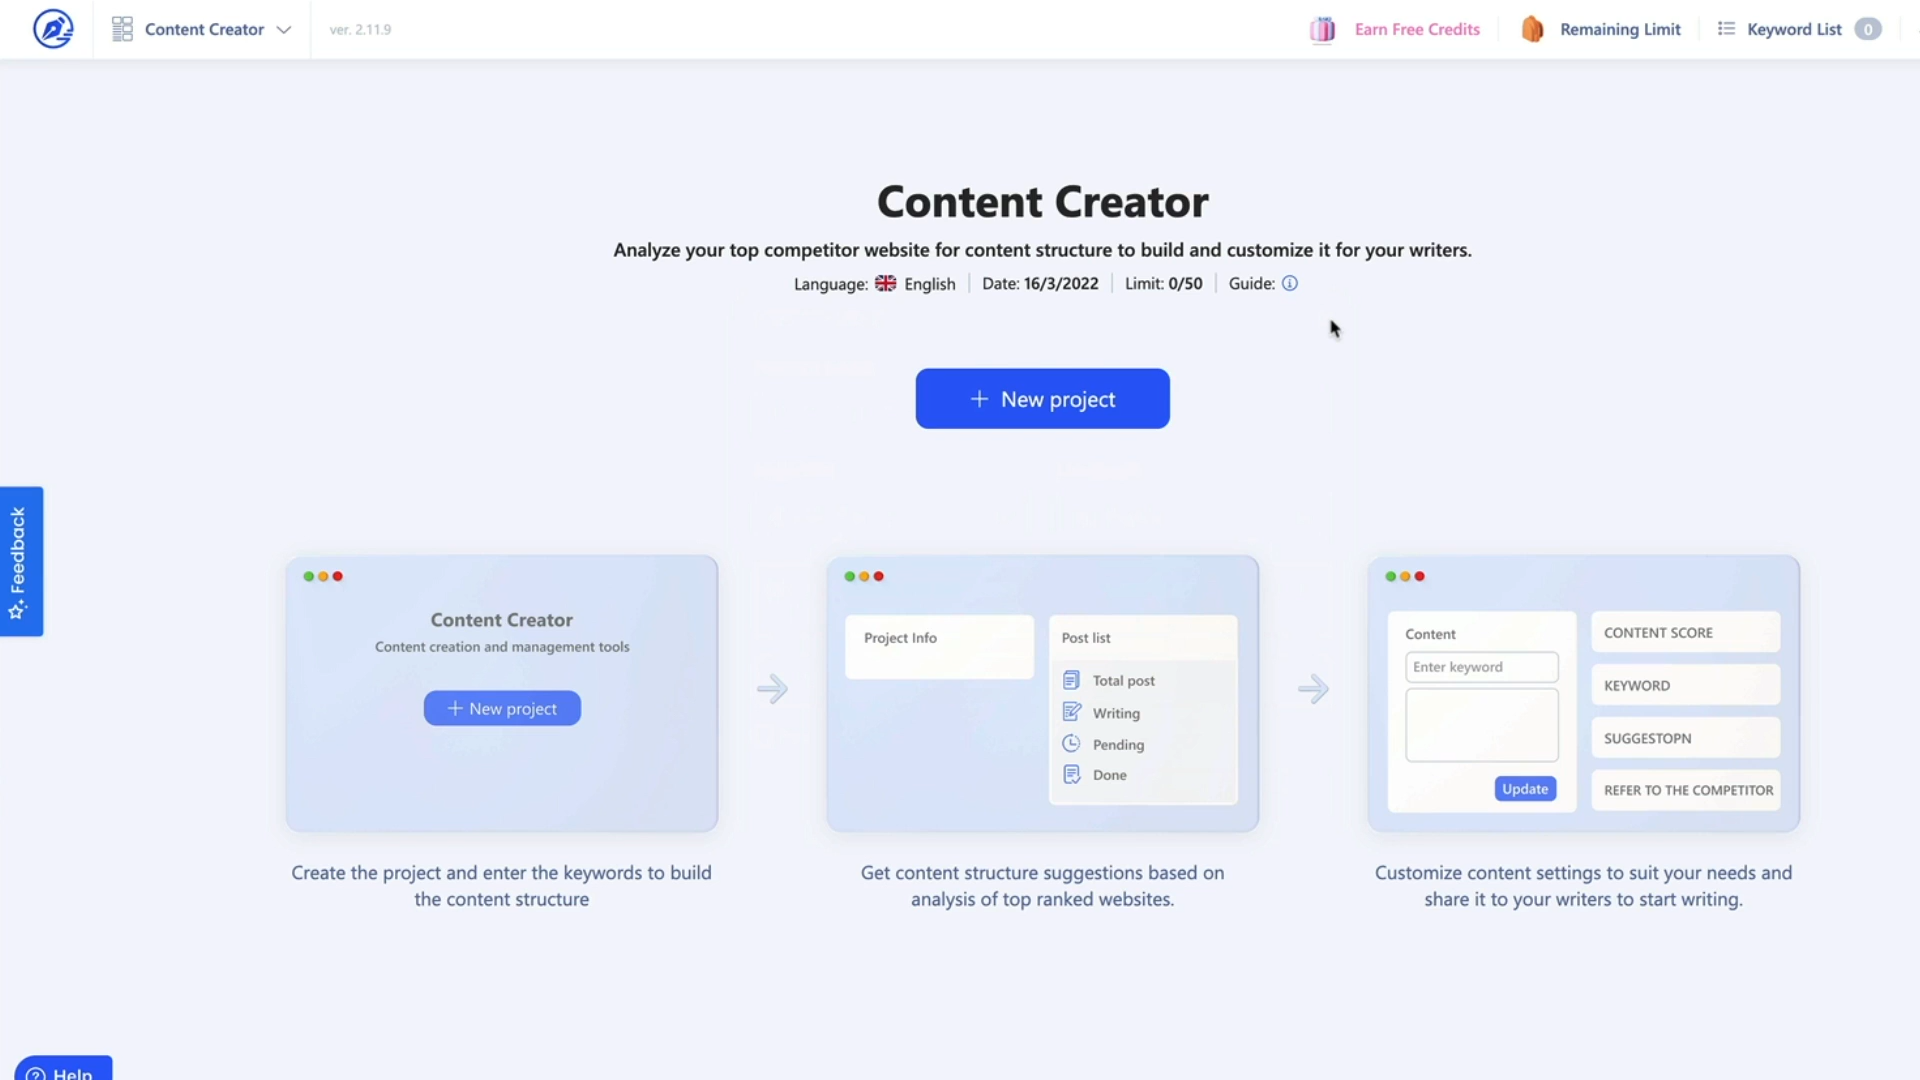 Content Creator
ver. 2.11.9
Earn Free Credits
Remaining Limit
Keyword List 0
Content Creator
Analyze your top competitor website for content structure to build and customize it for your writers.
Language: English Date: 16/3/2022 Limit: 0/50 Guide:
+ New project
Feedback
Content Creator
Content creation and management tools
+ New project
Create the project and enter the keywords to build
the content structure
Project Info
Post list
Total post
Writing
Pending
Done
Get content structure suggestions based on
analysis of top ranked websites.
Content
Enter keyword
Update
CONTENT SCORE
KEYWORD
SUGGESTOPN
REFER TO THE COMPETITOR
Customize content settings to suit your needs and
share it to your writers to start writing.
Help